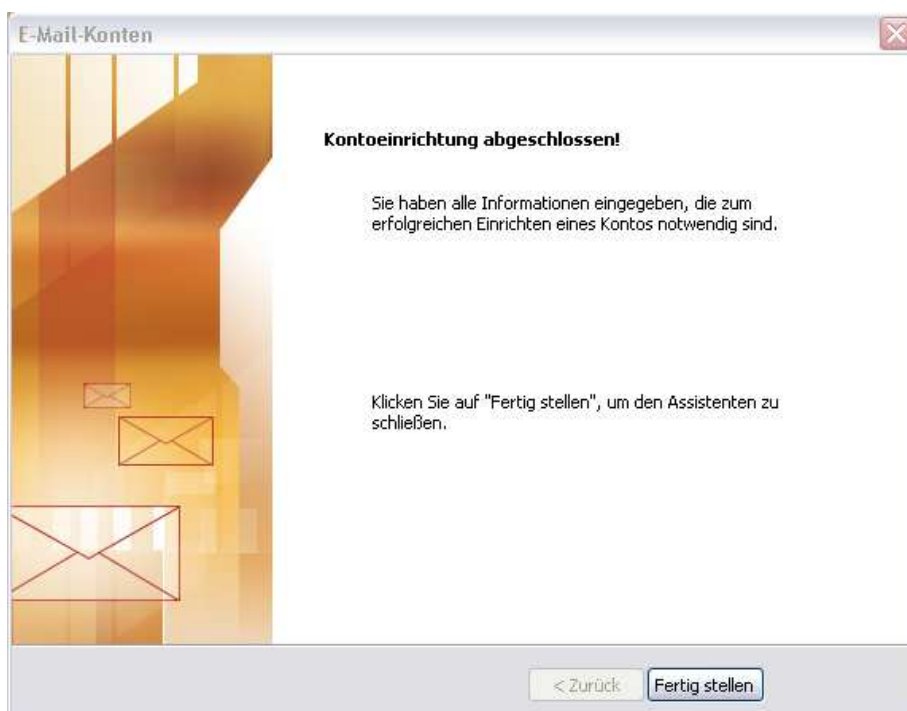 E-Mail-Konten
Kontoeinrichtung abgeschlossen!
Sie haben alle Informationen eingegeben, die zum
erfolgreichen Einrichten eines Kontos notwendig sind.
Klicken Sie auf "Fertig stellen", um den Assistenten zu
schließen.
< Zurück Fertig stellen